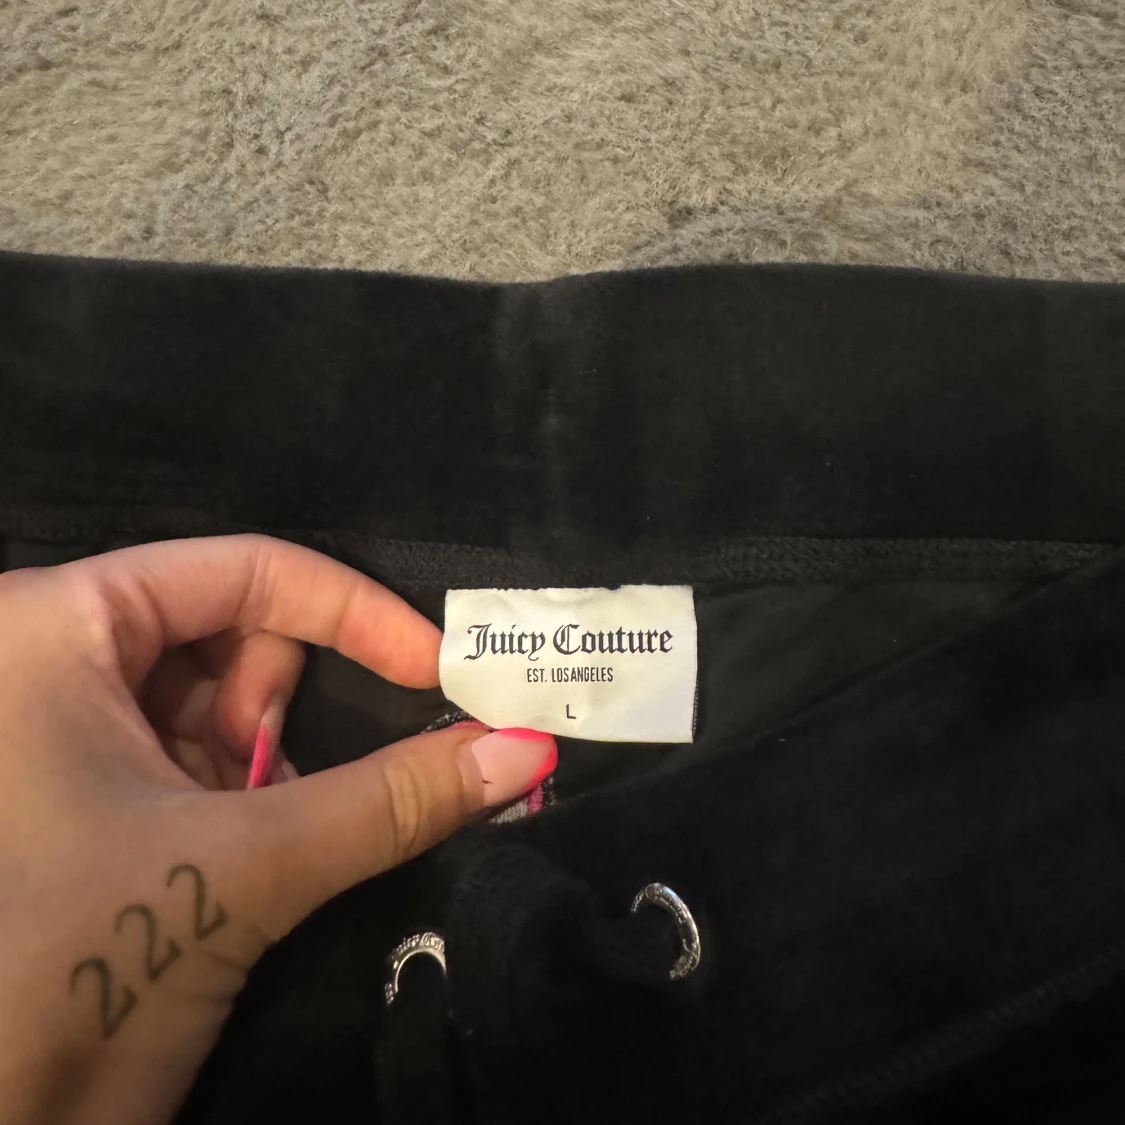 Juicy Couture
EST. LOS ANGELES
L
222